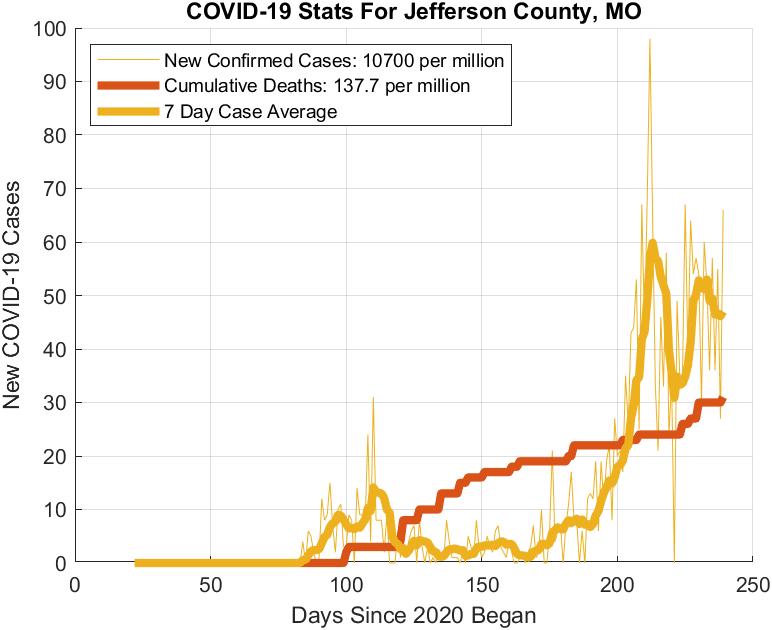 COVID-19 Stats For Jefferson County, MO
New Confirmed Cases: 10700 per million
Cumulative Deaths: 137.7 per million
7 Day Case Average
New COVID-19 Cases
100
90
80
70
60
50
40
30
20
10
0
0 50 100 150 200 250
Days Since 2020 Began